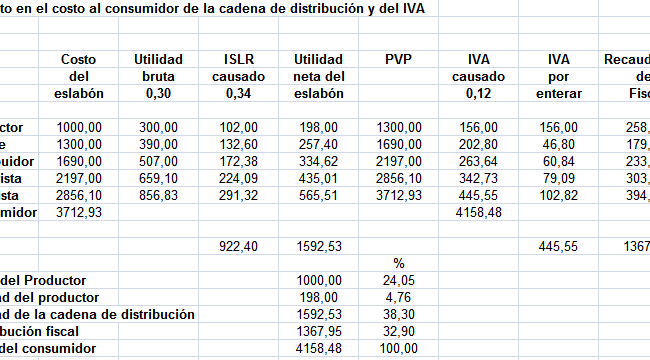 to en el costo al consumidor de la cadena de distribución y del IVA
Costo Utilidad ISLR Utilidad PVP IVA IVA Recaud
del bruta causado neta del causado por de
eslabón 0,30 0,34 eslabón 0,12 enterar Fisc
ctor 1000,00 300,00 102,00 198,00 1300,00 156,00 156,00 258,
e 1300,00 390,00 132,60 257,40 1690,00 202,80 46,80 179,
buidor 1690,00 507,00 172,38 334,62 2197,00 263,64 60,84 233,
ista 2197,00 659,10 224,09 435,01 2856,10 342,73 79,09 303,
ista 2856,10 856,83 291,32 565,51 3712,93 445,55 102,82 394,
midor 3712,93 4158,48
922,40 1592,53 445,55 1367
%
del Productor 1000,00 24,05
ad del productor 198,00 4,76
ad de la cadena de distribución 1592,53 38,30
ibución fiscal 1367,95 32,90
del consumidor 4158,48 100,00